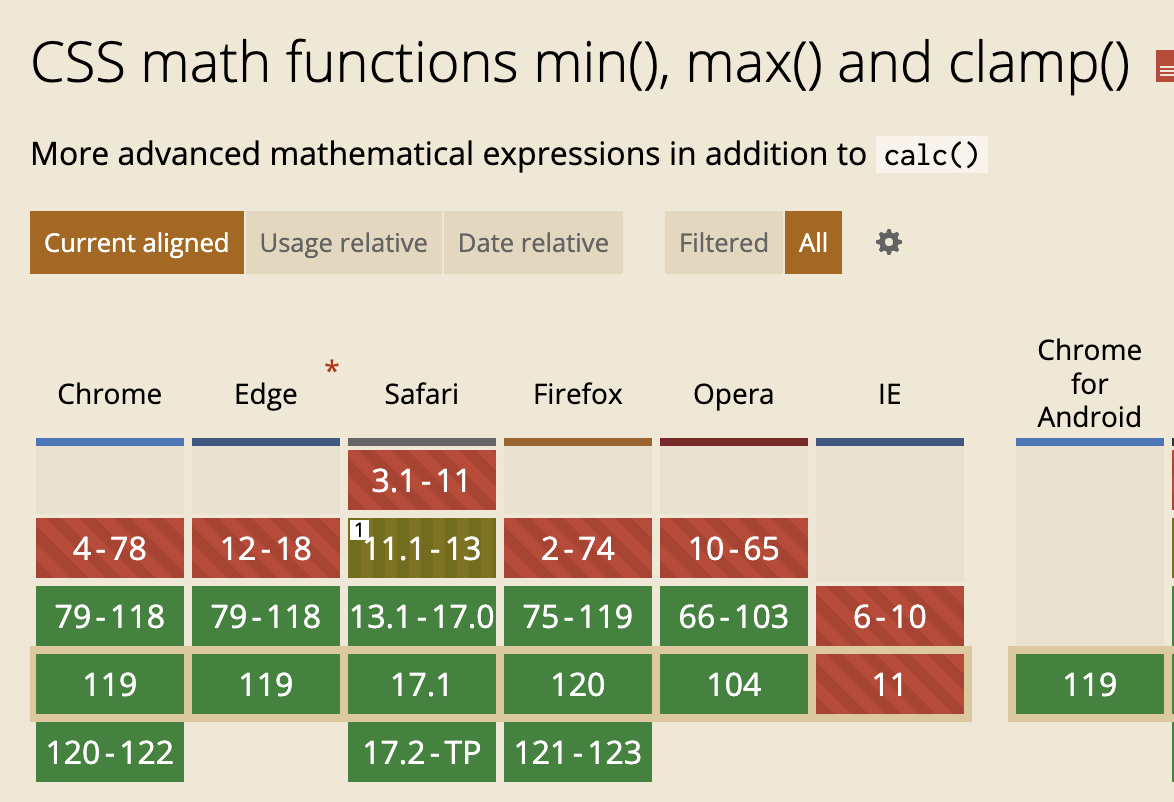 CSS math functions min(), max() and clamp()
More advanced mathematical expressions in addition to calc()
Current aligned Usage relative Date relative Filtered All
Chrome Edge * Safari Firefox Opera IE Chrome for Android
3.1-11
4-78 12-18 1 11.1-13 2-74 10-65
79-118 79-118 13.1-17.0 75-119 66-103 6-10
119 119 17.1 120 104 11 119
120-122 17.2-TP 121-123